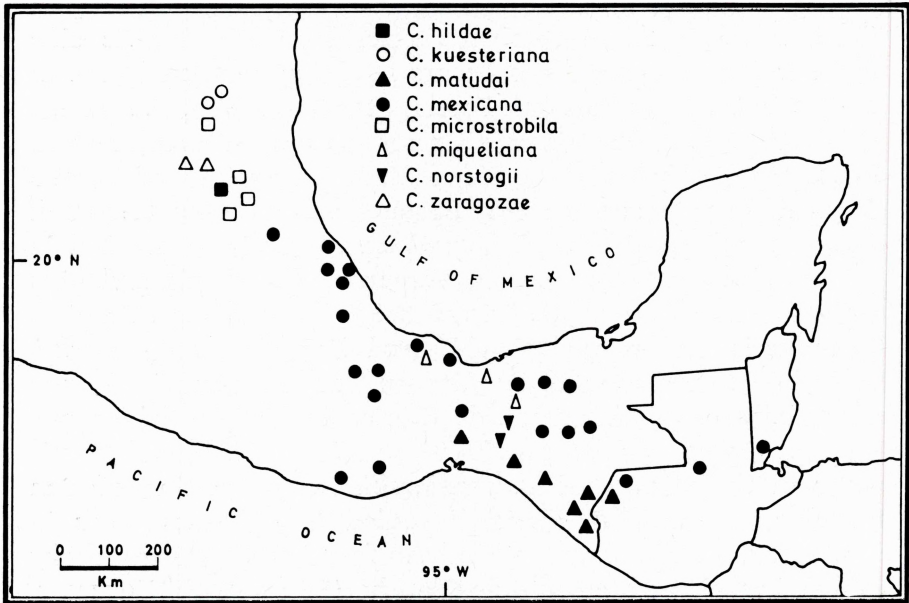 C. hildae
C. kuesteriana
C. matudai
C. mexicana
C. microstrobila
C. miqueliana
C. norstogii
C. zaragozae
GULF OF MEXICO
20° N
PACIFIC OCEAN
0 100 200
Km
95° W